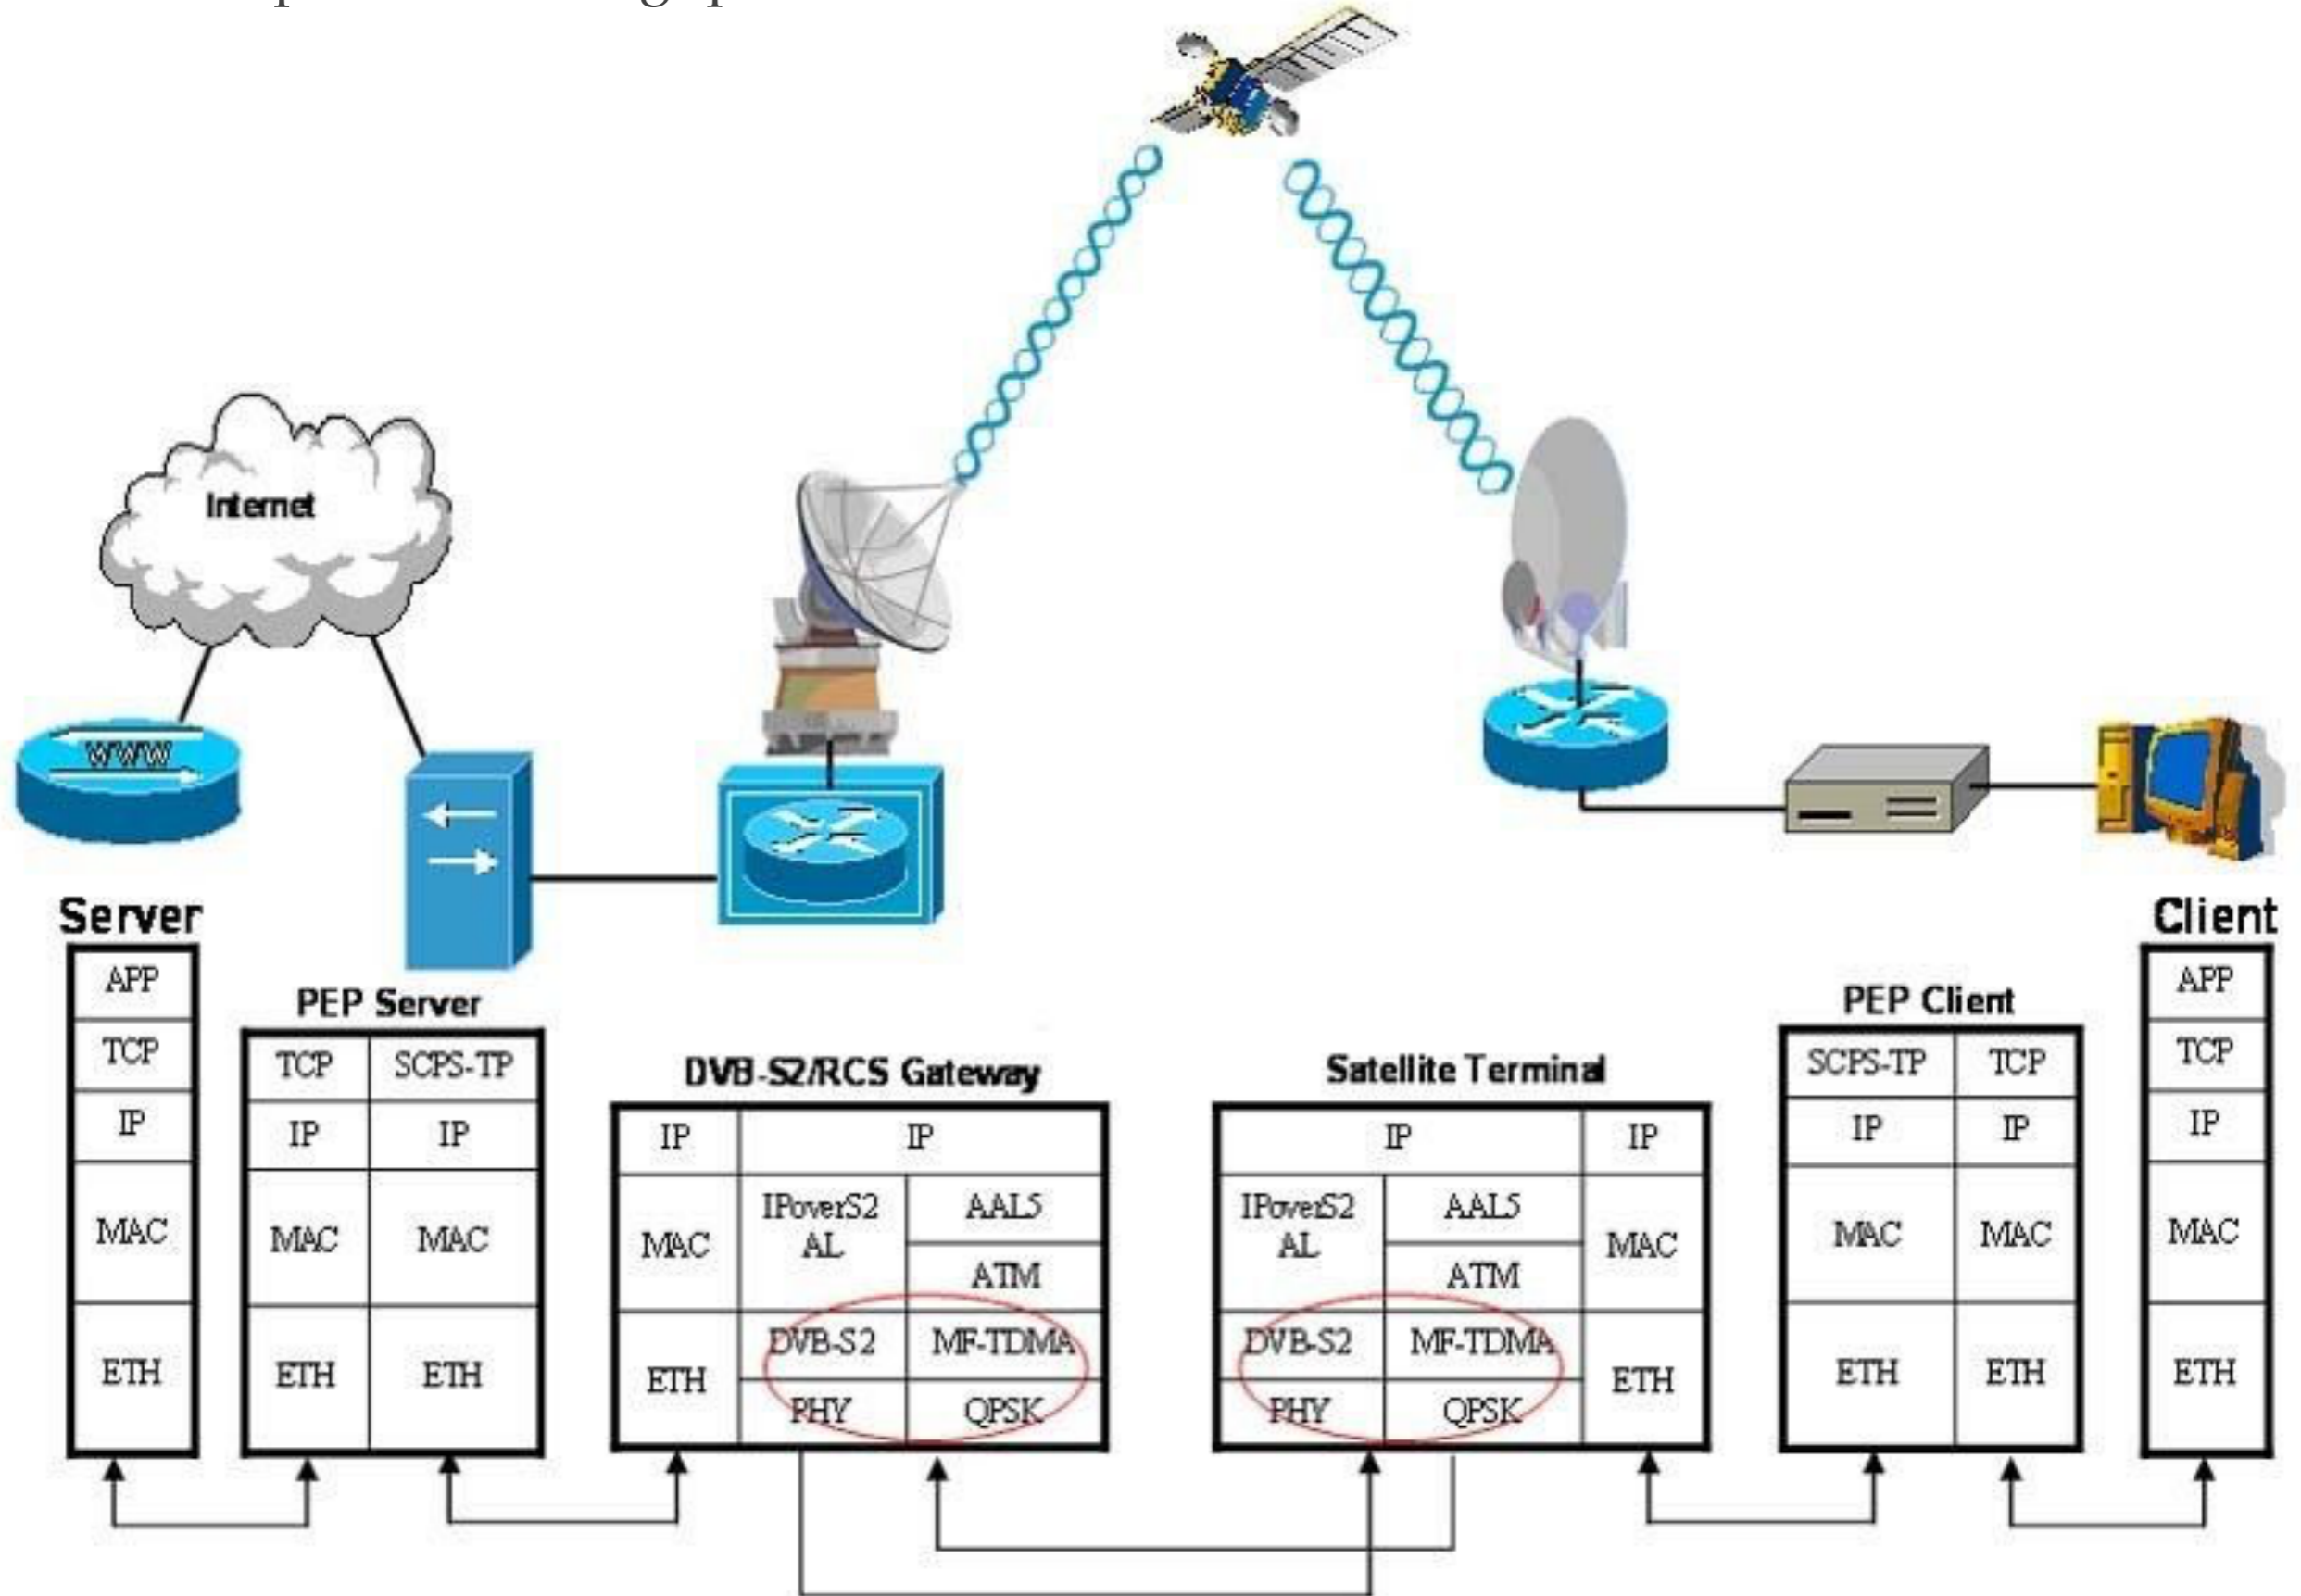 Internet
WWW
Server
Client
PEP Server
PEP Client
DVB-S2/RCS Gateway
Satellite Terminal
APP
TCP
IP
MAC
ETH
TCP SCPS-TP
IP IP
MAC MAC
ETH ETH
IP IP
MAC
IPoverS2
AL
AAL5
ATM
ETH
DVB-S2 MF-TDMA
PHY QPSK
IP IP
IPoverS2
AL
AAL5
ATM
MAC
DVB-S2 MF-TDMA
PHY QPSK
ETH
SCPS-TP TCP
IP IP
MAC MAC
ETH ETH
APP
TCP
IP
MAC
ETH